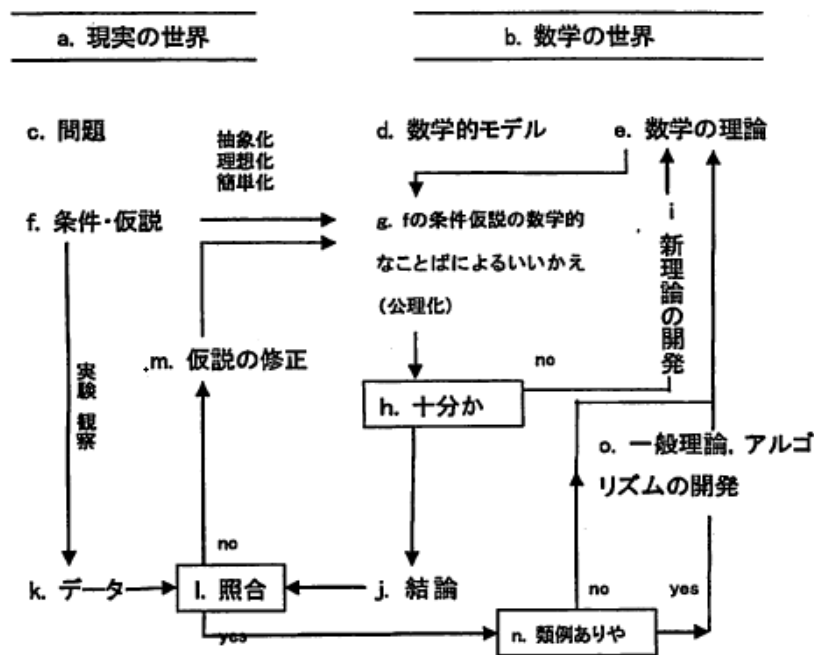 a. 現実の世界
b. 数学の世界
c. 問題
抽象化
理想化
簡単化
d. 数学的モデル
e. 数学の理論
f. 条件・仮説
g. fの条件仮説の数学的
なことばによるいいかえ
(公理化)
i 新理論の開発
実験 観察
m. 仮説の修正
no
h. 十分か
o. 一般理論, アルゴ
リズムの開発
no
k. データ
l. 照合
j. 結論
no
yes
yes
n. 類例ありや